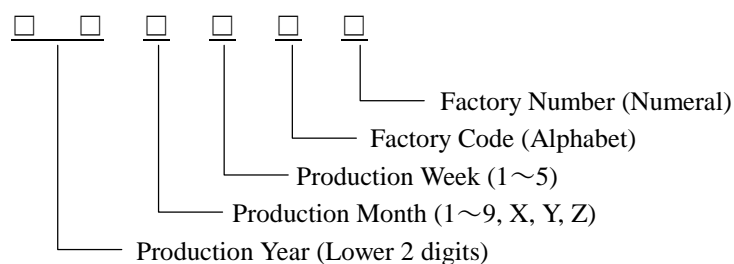 □ □ □ □ □ □
Factory Number (Numeral)
Factory Code (Alphabet)
Production Week (1～5)
Production Month (1～9, X, Y, Z)
Production Year (Lower 2 digits)